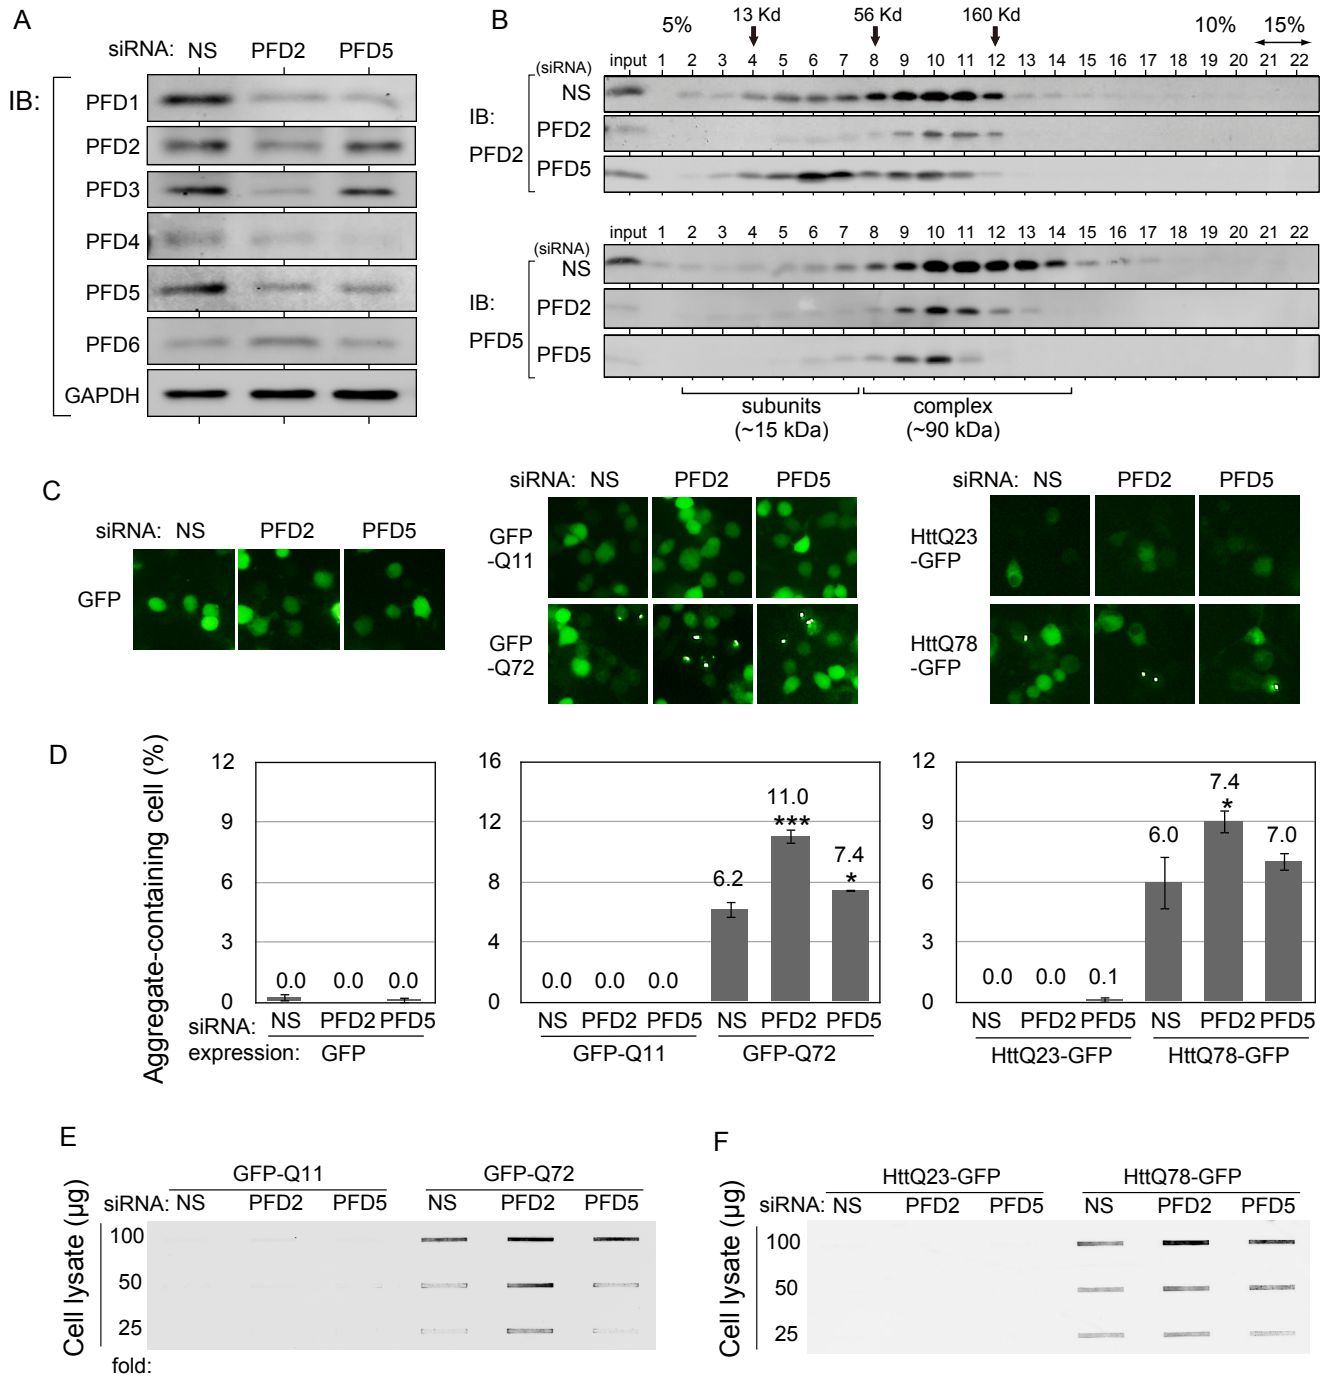 A
siRNA: NS PFD2 PFD5
IB:
PFD1
PFD2
PFD3
PFD4
PFD5
PFD6
GAPDH
B
5% 13 Kd 56 Kd 160 Kd 10% 15%
(siRNA) input 1 2 3 4 5 6 7 8 9 10 11 12 13 14 15 16 17 18 19 20 21 22
IB: PFD2
NS
PFD2
PFD5
(siRNA) input 1 2 3 4 5 6 7 8 9 10 11 12 13 14 15 16 17 18 19 20 21 22
IB: PFD5
NS
PFD2
PFD5
subunits complex
(~15 kDa) (~90 kDa)
C
siRNA: NS PFD2 PFD5
GFP
siRNA: NS PFD2 PFD5
GFP
-Q11
GFP
-Q72
siRNA: NS PFD2 PFD5
HttQ23
-GFP
HttQ78
-GFP
D
Aggregate-containing cell (%)
12
9
6
3
0
0.0 0.0 0.0
siRNA: NS PFD2 PFD5
expression: GFP
16
12
8
4
0
0.0 0.0 0.0 6.2 11.0 *** 7.4 *
NS PFD2 PFD5 NS PFD2 PFD5
GFP-Q11 GFP-Q72
12
9
6
3
0
0.0 0.0 0.1 6.0 7.4 * 7.0
NS PFD2 PFD5 NS PFD2 PFD5
HttQ23-GFP HttQ78-GFP
E
GFP-Q11 GFP-Q72
siRNA: NS PFD2 PFD5 NS PFD2 PFD5
Cell lysate (µg)
100
50
25
fold:
F
HttQ23-GFP HttQ78-GFP
siRNA: NS PFD2 PFD5 NS PFD2 PFD5
Cell lysate (µg)
100
50
25